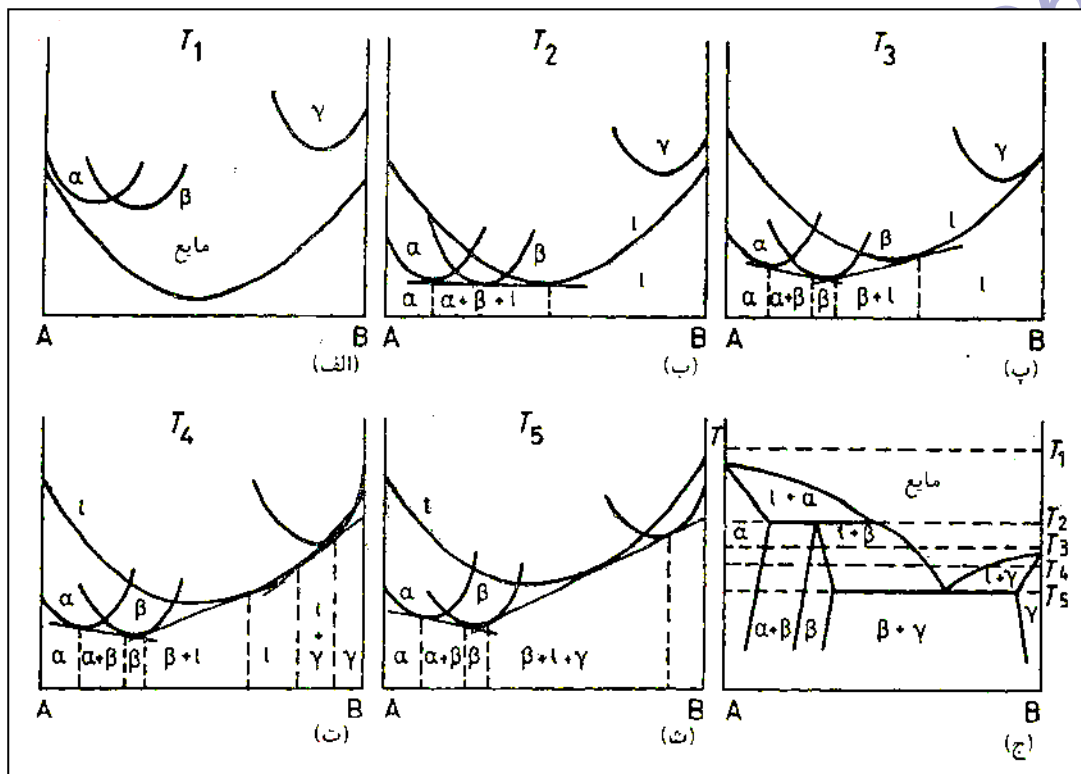 T₁
γ
α
β
مایع
A B
(الف)
T₂
γ
l
α β
l
α α+β+l
A B
(ب)
T₃
γ
l
α β
α α+β β β+l l
A B
(پ)
T₄
l
α β
α α+β β β+l l l+γ γ
A B
(ت)
T₅
l
α β
α α+β β β+l+γ
A B
(ث)
T
T₁
مایع
l+α
T₂
α l+β
T₃
T₄
l+γ
T₅
γ
α+β β β+γ
A B
(ج)